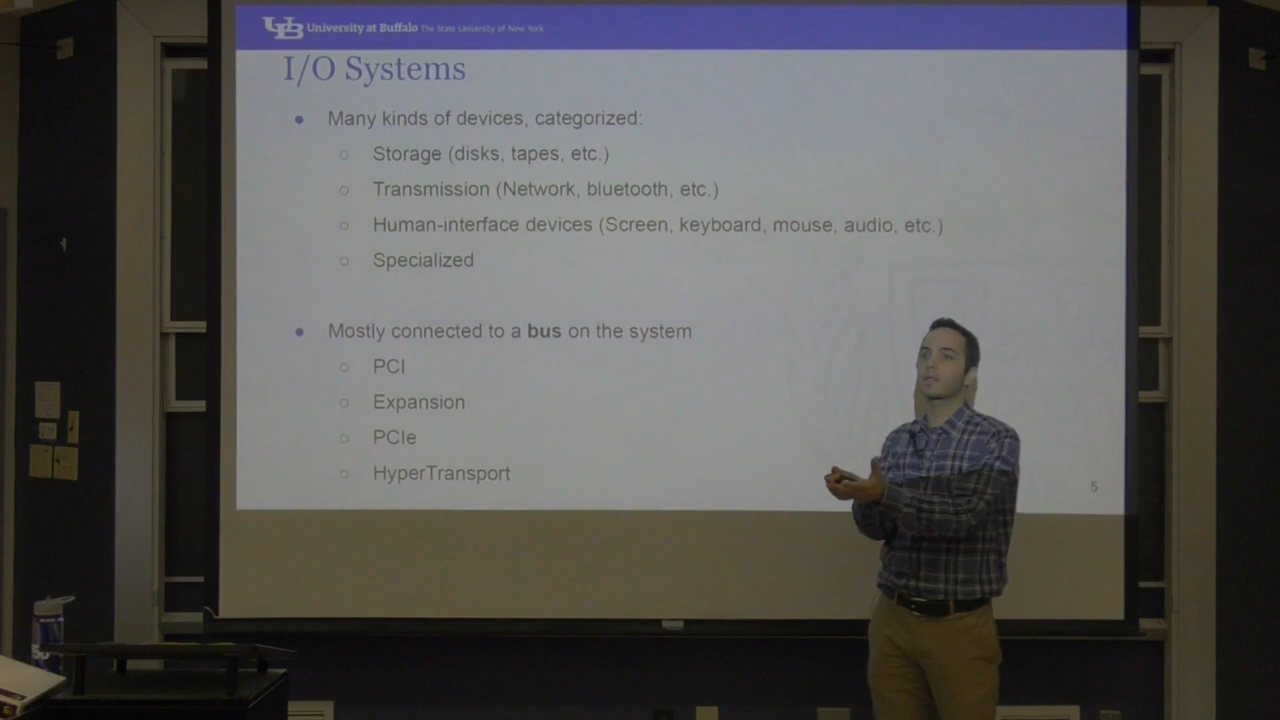 UB University at Buffalo The State University of New York
I/O Systems
Many kinds of devices, categorized:
Storage (disks, tapes, etc.)
Transmission (Network, bluetooth, etc.)
Human-interface devices (Screen, keyboard, mouse, audio, etc.)
Specialized
Mostly connected to a bus on the system
PCI
Expansion
PCIe
HyperTransport
5